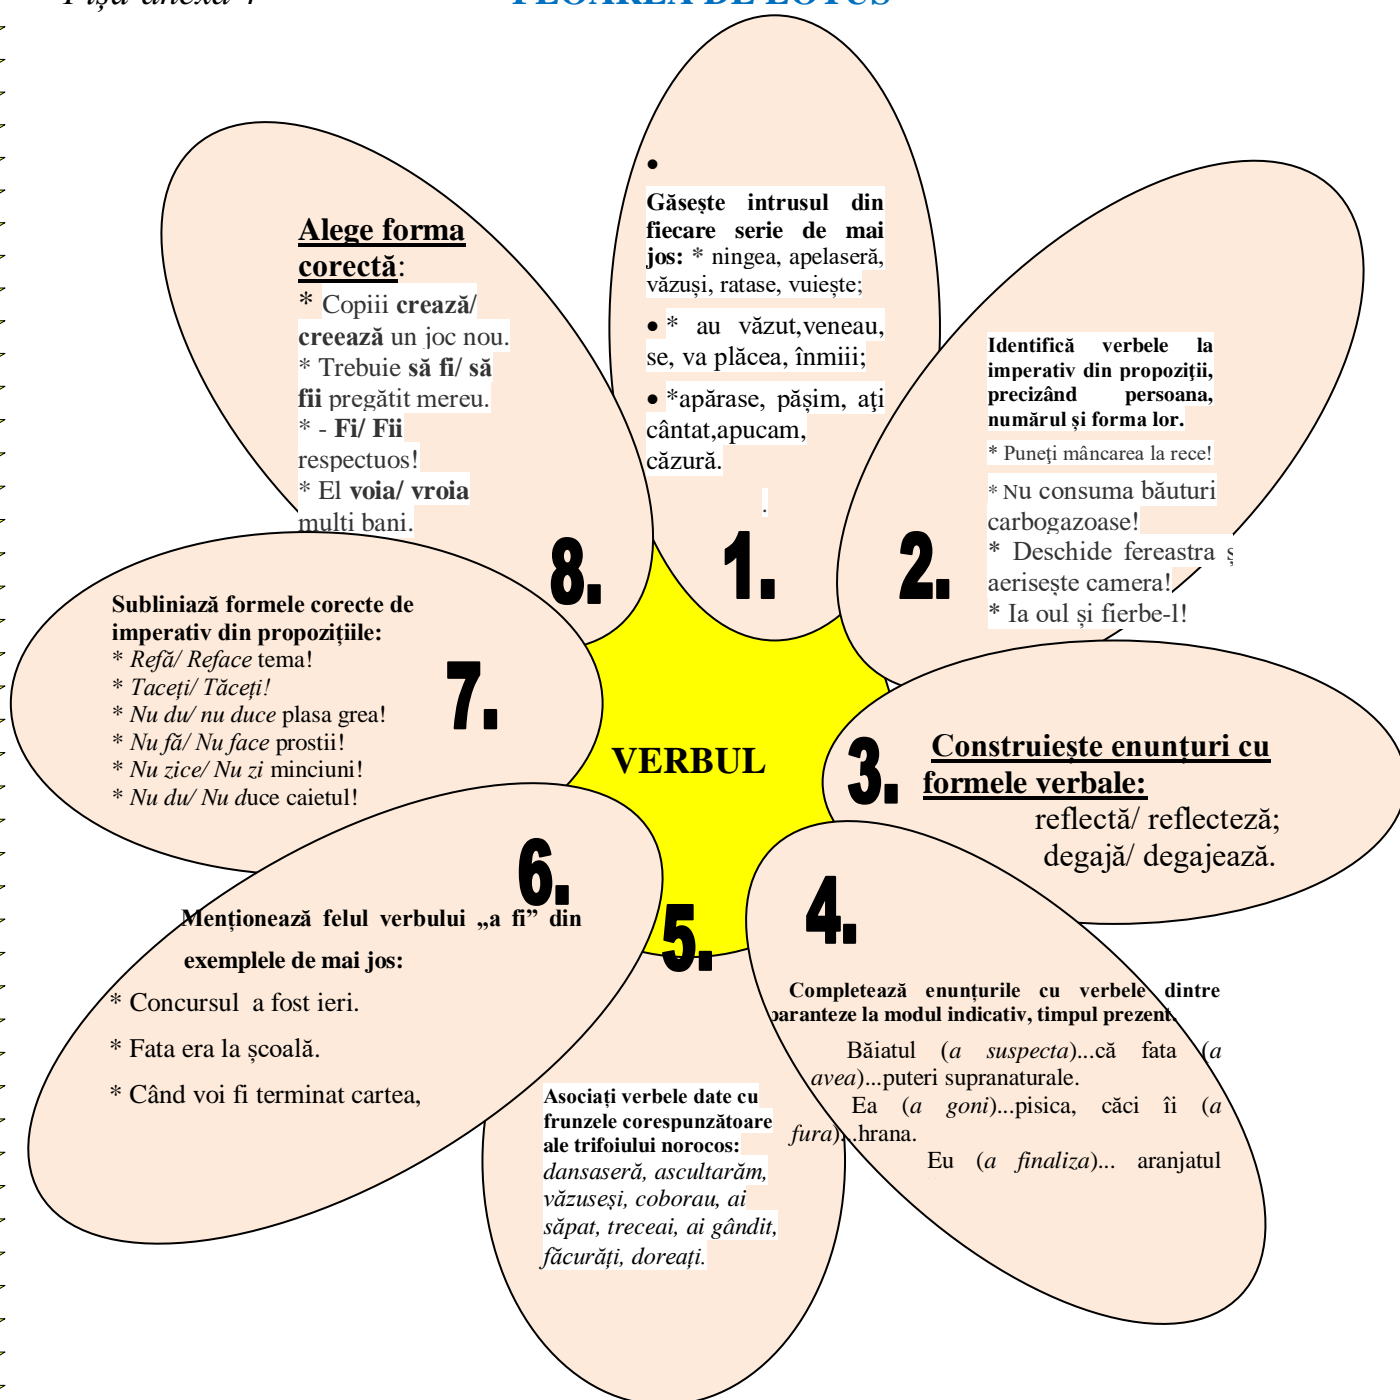 FLOAREA DE LOTUS
Găsește intrusul din
fiecare serie de mai
jos: * ningea, apelaseră,
văzuși, ratase, vuiește;
• * au văzut,veneau,
se, va plăcea, înmiii;
• *apărase, pășim, aţi
cântat,apucam,
căzură.
.
1.
Identifică verbele la
imperativ din propoziţii,
precizând persoana,
numărul și forma lor.
* Puneţi mâncarea la rece!
* Nu consuma băuturi
carbogazoase!
* Deschide fereastra ș
aerisește camera!
* Ia oul și fierbe-l!
2.
3.
Construiește enunțuri cu
formele verbale:
reflectă/ reflecteză;
degajă/ degajează.
4.
Completează enunțurile cu verbele dintre
paranteze la modul indicativ, timpul prezent.
Băiatul (a suspecta)...că fata (a
avea)...puteri supranaturale.
Ea (a goni)...pisica, căci îi (a
fura)...hrana.
Eu (a finaliza)... aranjatul
5.
Asociați verbele date cu
frunzele corespunzătoare
ale trifoiului norocos:
dansaseră, ascultarăm,
văzuseși, coborau, ai
săpat, treceai, ai gândit,
făcurăți, doreați.
6.
Menționează felul verbului „a fi” din
exemplele de mai jos:
* Concursul a fost ieri.
* Fata era la școală.
* Când voi fi terminat cartea,
7.
Subliniază formele corecte de
imperativ din propozițiile:
* Refă/ Reface tema!
* Taceți/ Tăceți!
* Nu du/ nu duce plasa grea!
* Nu fă/ Nu face prostii!
* Nu zice/ Nu zi minciuni!
* Nu du/ Nu duce caietul!
8.
Alege forma
corectă:
* Copiii crează/
creează un joc nou.
* Trebuie să fi/ să
fii pregătit mereu.
* - Fi/ Fii
respectuos!
* El voia/ vroia
mulți bani.
VERBUL